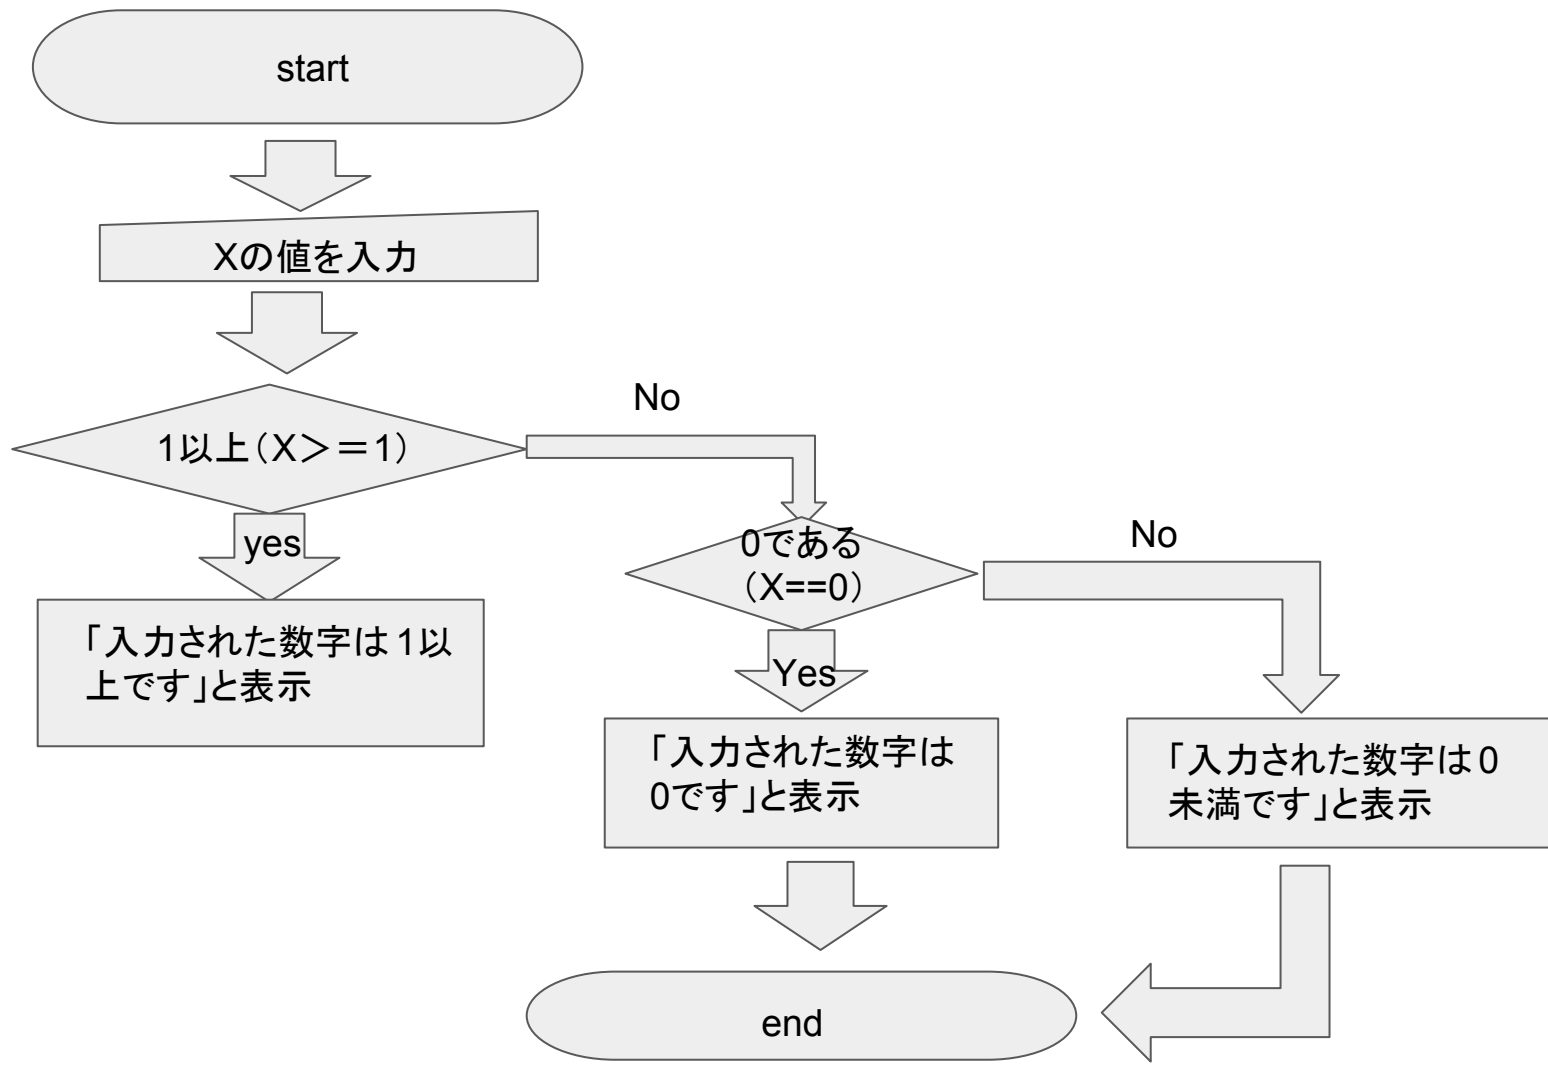 start
Xの値を入力
No
1以上（X＞＝1）
yes
0である
（X==0）
No
「入力された数字は1以
上です」と表示
Yes
「入力された数字は
0です」と表示
「入力された数字は0
未満です」と表示
end